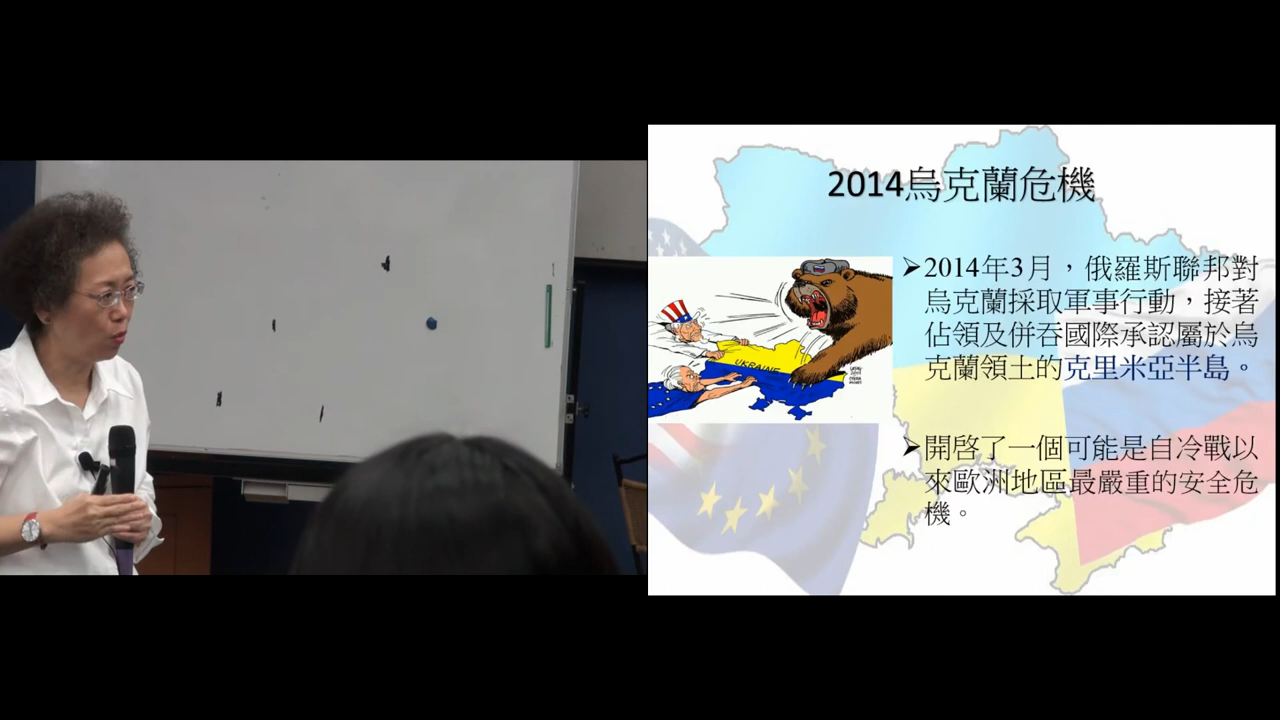 2014烏克蘭危機
➢2014年3月，俄羅斯聯邦對
烏克蘭採取軍事行動，接著
佔領及併吞國際承認屬於烏
克蘭領土的克里米亞半島。
➢開啓了一個可能是自冷戰以
來歐洲地區最嚴重的安全危
機。
UKRAINE